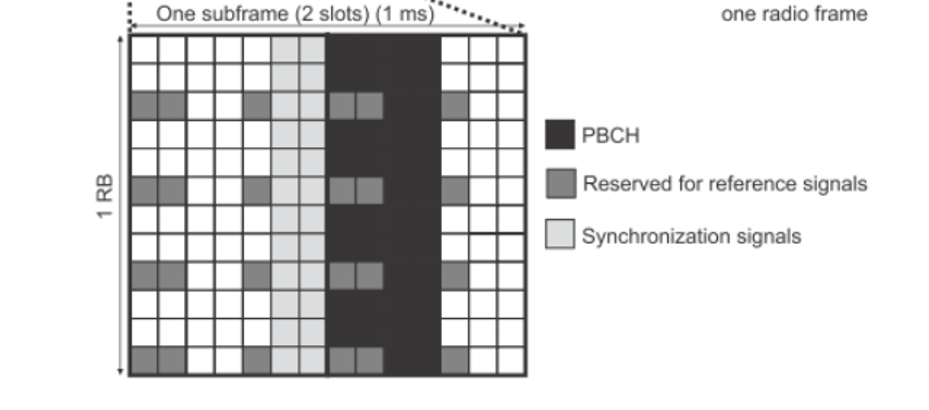 One subframe (2 slots) (1 ms)
one radio frame
1 RB
PBCH
Reserved for reference signals
Synchronization signals